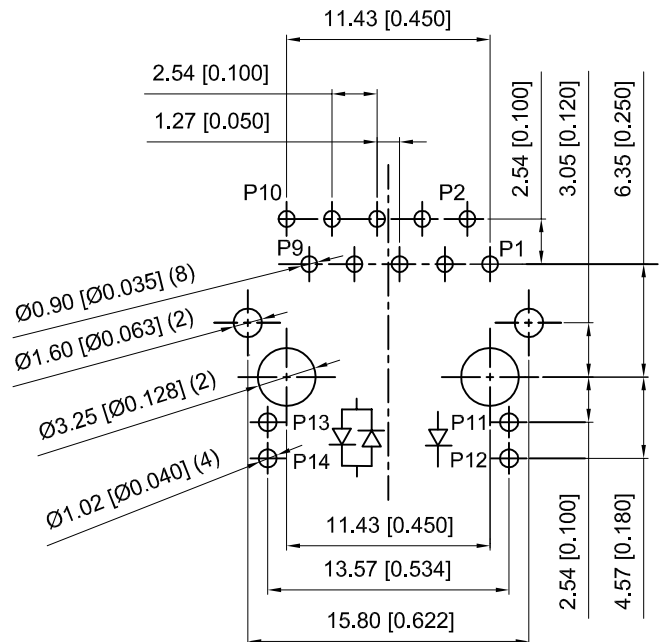 11.43 [0.450]
2.54 [0.100]
1.27 [0.050]
2.54 [0.100]
3.05 [0.120]
6.35 [0.250]
P10
P2
P9
P1
Ø0.90 [Ø0.035] (8)
Ø1.60 [Ø0.063] (2)
Ø3.25 [Ø0.128] (2)
Ø1.02 [Ø0.040] (4)
P13
P11
P14
P12
11.43 [0.450]
13.57 [0.534]
15.80 [0.622]
2.54 [0.100]
4.57 [0.180]